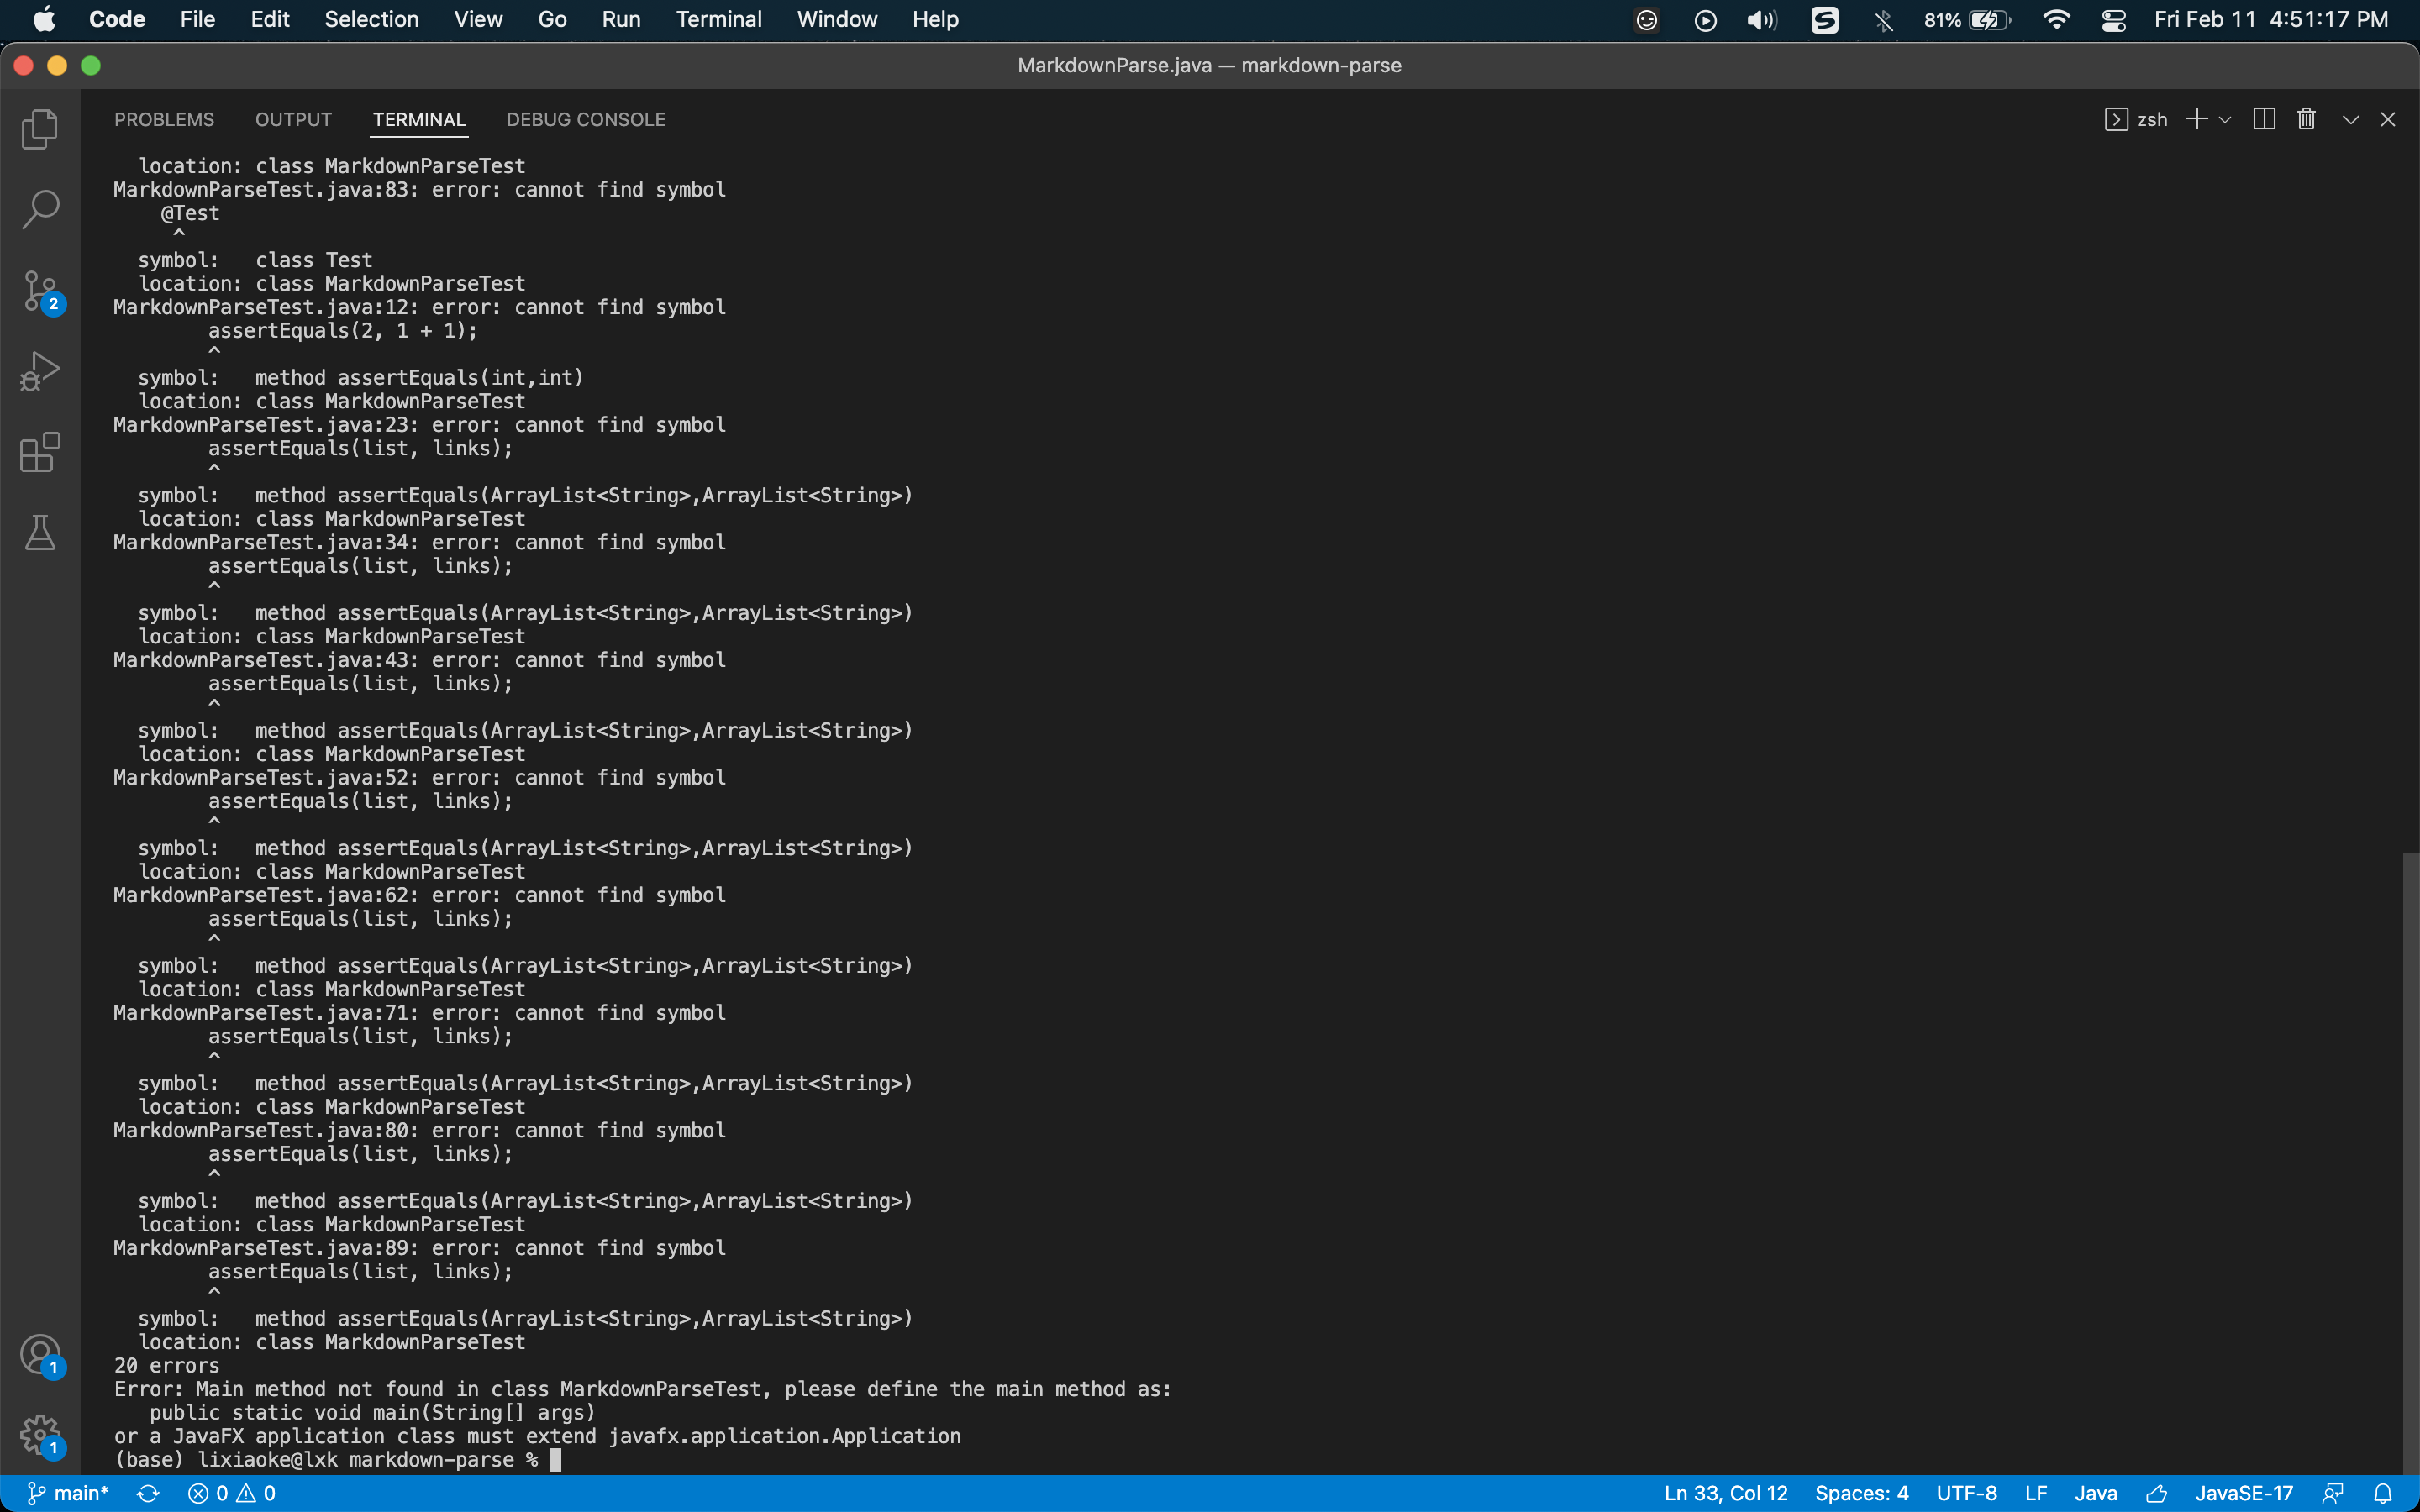 Code File Edit Selection View Go Run Terminal Window Help 81% Fri Feb 11 4:51:17 PM
MarkdownParse.java — markdown-parse
PROBLEMS OUTPUT TERMINAL DEBUG CONSOLE zsh
location: class MarkdownParseTest
MarkdownParseTest.java:83: error: cannot find symbol
@Test
^
symbol: class Test
location: class MarkdownParseTest
MarkdownParseTest.java:12: error: cannot find symbol
assertEquals(2, 1 + 1);
^
symbol: method assertEquals(int,int)
location: class MarkdownParseTest
MarkdownParseTest.java:23: error: cannot find symbol
assertEquals(list, links);
^
symbol: method assertEquals(ArrayList<String>,ArrayList<String>)
location: class MarkdownParseTest
MarkdownParseTest.java:34: error: cannot find symbol
assertEquals(list, links);
^
symbol: method assertEquals(ArrayList<String>,ArrayList<String>)
location: class MarkdownParseTest
MarkdownParseTest.java:43: error: cannot find symbol
assertEquals(list, links);
^
symbol: method assertEquals(ArrayList<String>,ArrayList<String>)
location: class MarkdownParseTest
MarkdownParseTest.java:52: error: cannot find symbol
assertEquals(list, links);
^
symbol: method assertEquals(ArrayList<String>,ArrayList<String>)
location: class MarkdownParseTest
MarkdownParseTest.java:62: error: cannot find symbol
assertEquals(list, links);
^
symbol: method assertEquals(ArrayList<String>,ArrayList<String>)
location: class MarkdownParseTest
MarkdownParseTest.java:71: error: cannot find symbol
assertEquals(list, links);
^
symbol: method assertEquals(ArrayList<String>,ArrayList<String>)
location: class MarkdownParseTest
MarkdownParseTest.java:80: error: cannot find symbol
assertEquals(list, links);
^
symbol: method assertEquals(ArrayList<String>,ArrayList<String>)
location: class MarkdownParseTest
MarkdownParseTest.java:89: error: cannot find symbol
assertEquals(list, links);
^
symbol: method assertEquals(ArrayList<String>,ArrayList<String>)
location: class MarkdownParseTest
20 errors
Error: Main method not found in class MarkdownParseTest, please define the main method as:
public static void main(String[] args)
or a JavaFX application class must extend javafx.application.Application
(base) lixiaoke@lxk markdown-parse %
2
1
1
main* 0 0 Ln 33, Col 12 Spaces: 4 UTF-8 LF Java JavaSE-17